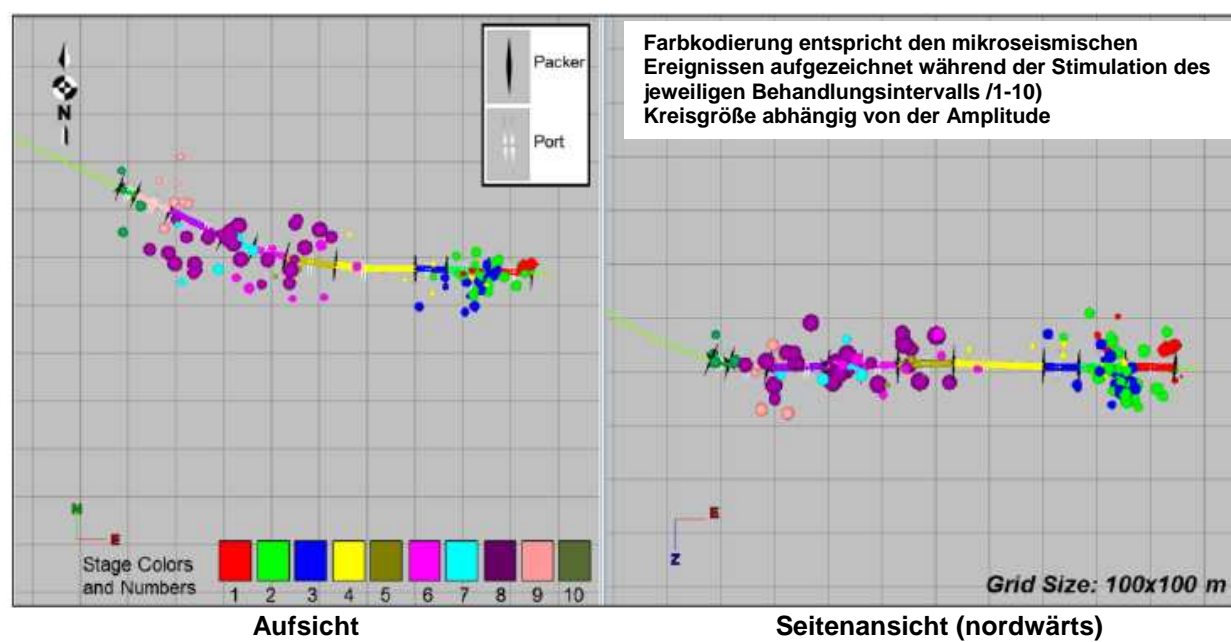 Packer
Port
N
Farbkodierung entspricht den mikroseismischen
Ereignissen aufgezeichnet während der Stimulation des
jeweiligen Behandlungsintervalls /1-10)
Kreisgröße abhängig von der Amplitude
N
E
Stage Colors
and Numbers
1 2 3 4 5 6 7 8 9 10
E
Z
Grid Size: 100x100 m
Aufsicht
Seitenansicht (nordwärts)